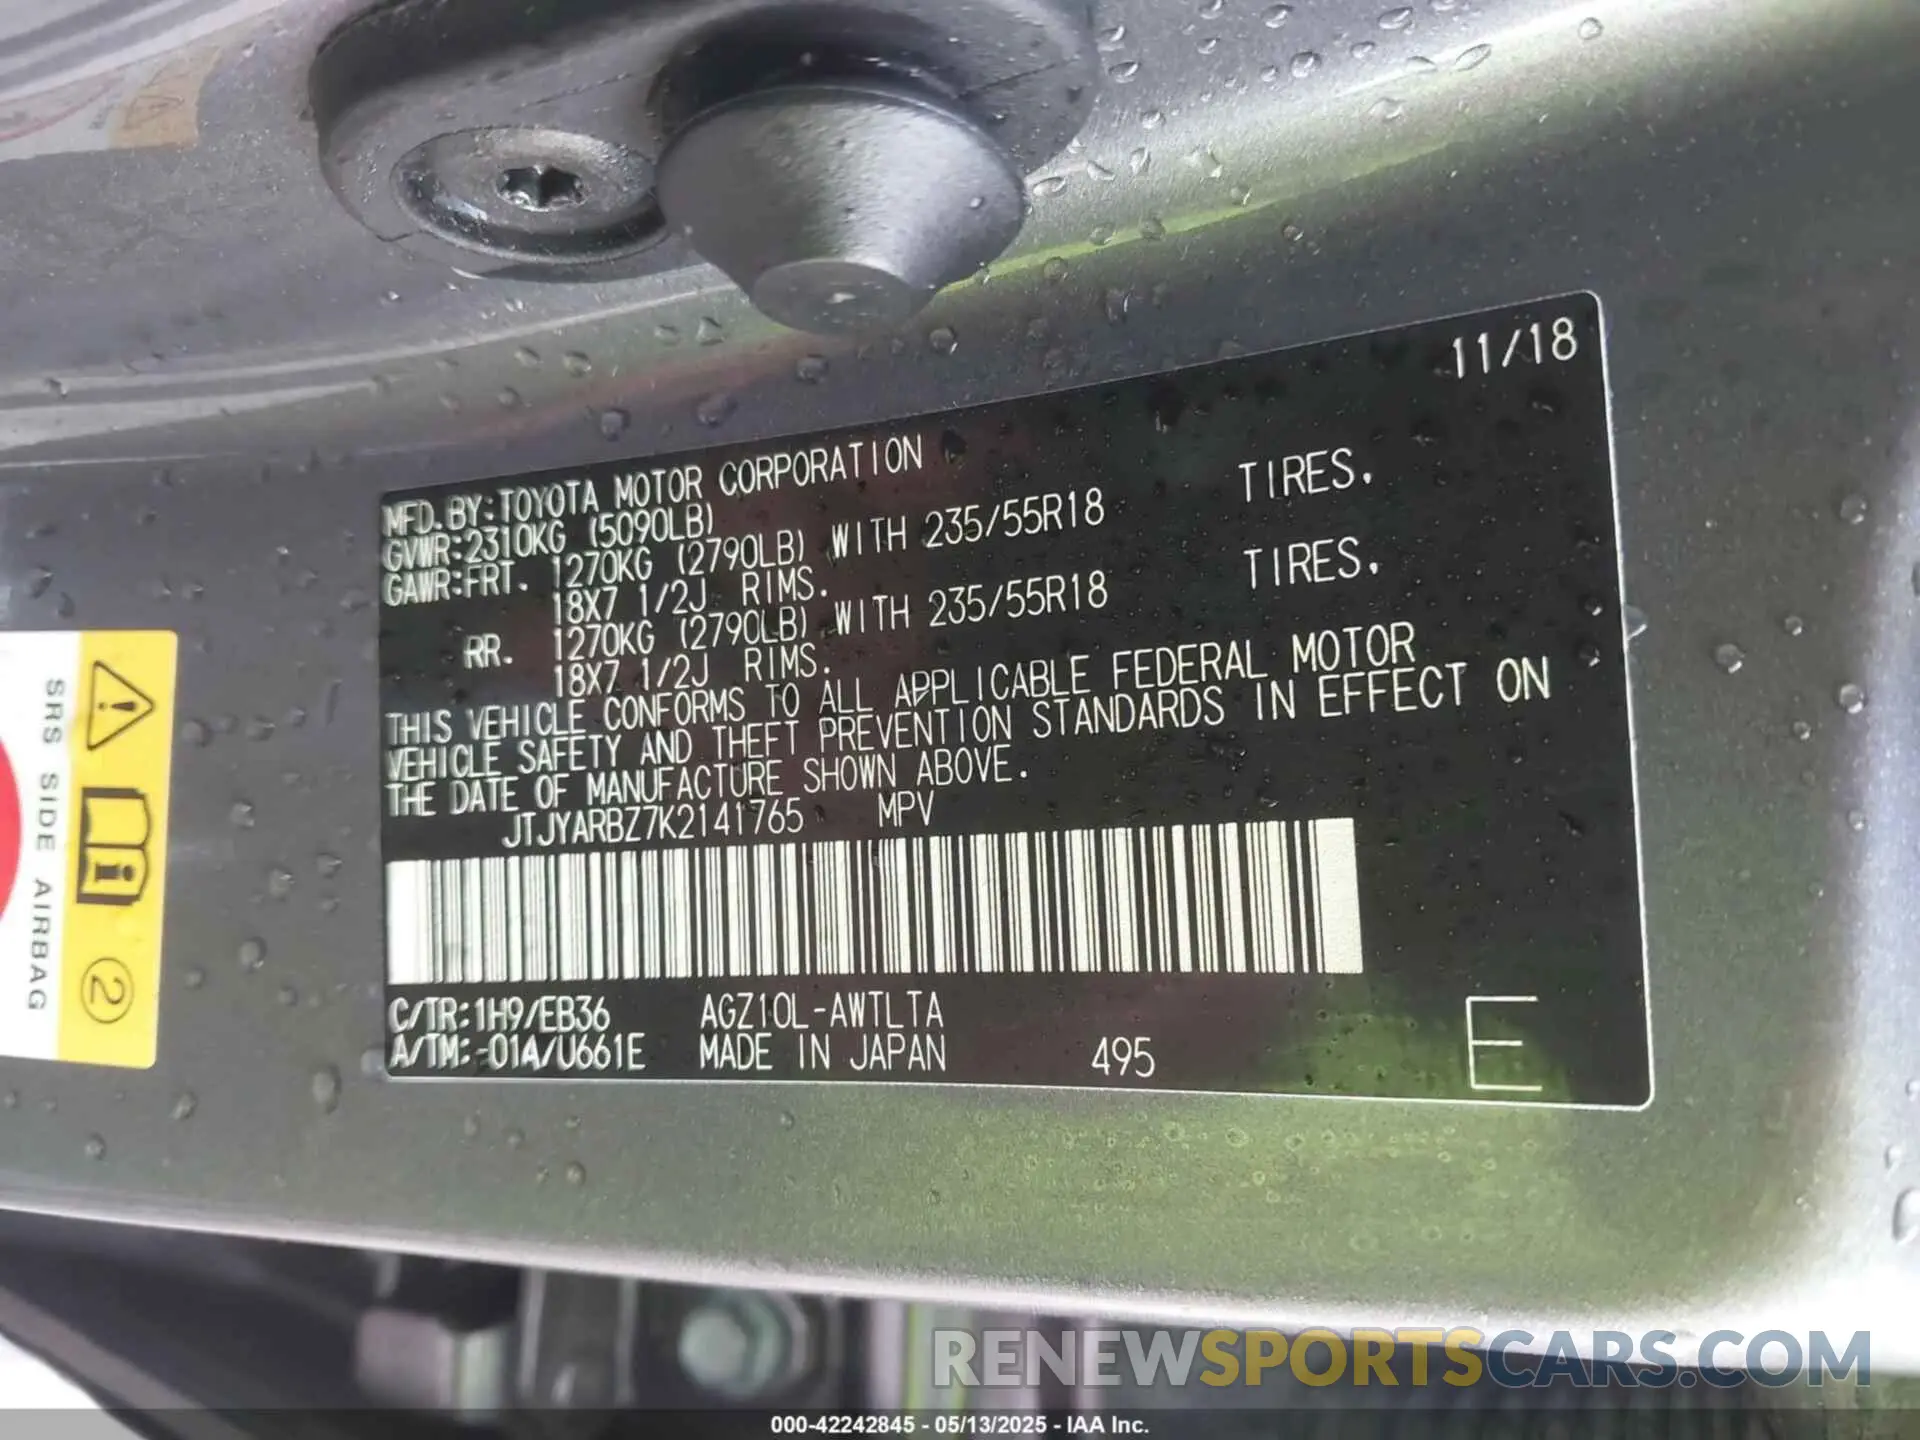 11/18
MFD.BY:TOYOTA MOTOR CORPORATION
GVWR:2310KG (5090LB)
GAWR:FRT. 1270KG (2790LB) WITH 235/55R18 TIRES.
18X7 1/2J RIMS.
RR. 1270KG (2790LB) WITH 235/55R18 TIRES.
18X7 1/2J RIMS.
THIS VEHICLE CONFORMS TO ALL APPLICABLE FEDERAL MOTOR
VEHICLE SAFETY AND THEFT PREVENTION STANDARDS IN EFFECT ON
THE DATE OF MANUFACTURE SHOWN ABOVE.
JTJYARBZ7K2141765 MPV
C/TR:1H9/EB36 AGZ10L-AWTLTA
A/TM:-01A/U661E MADE IN JAPAN 495 E
SRS SIDE AIRBAG
2
RENEWSPORTSCARS.COM
000-42242845 - 05/13/2025 - IAA Inc.